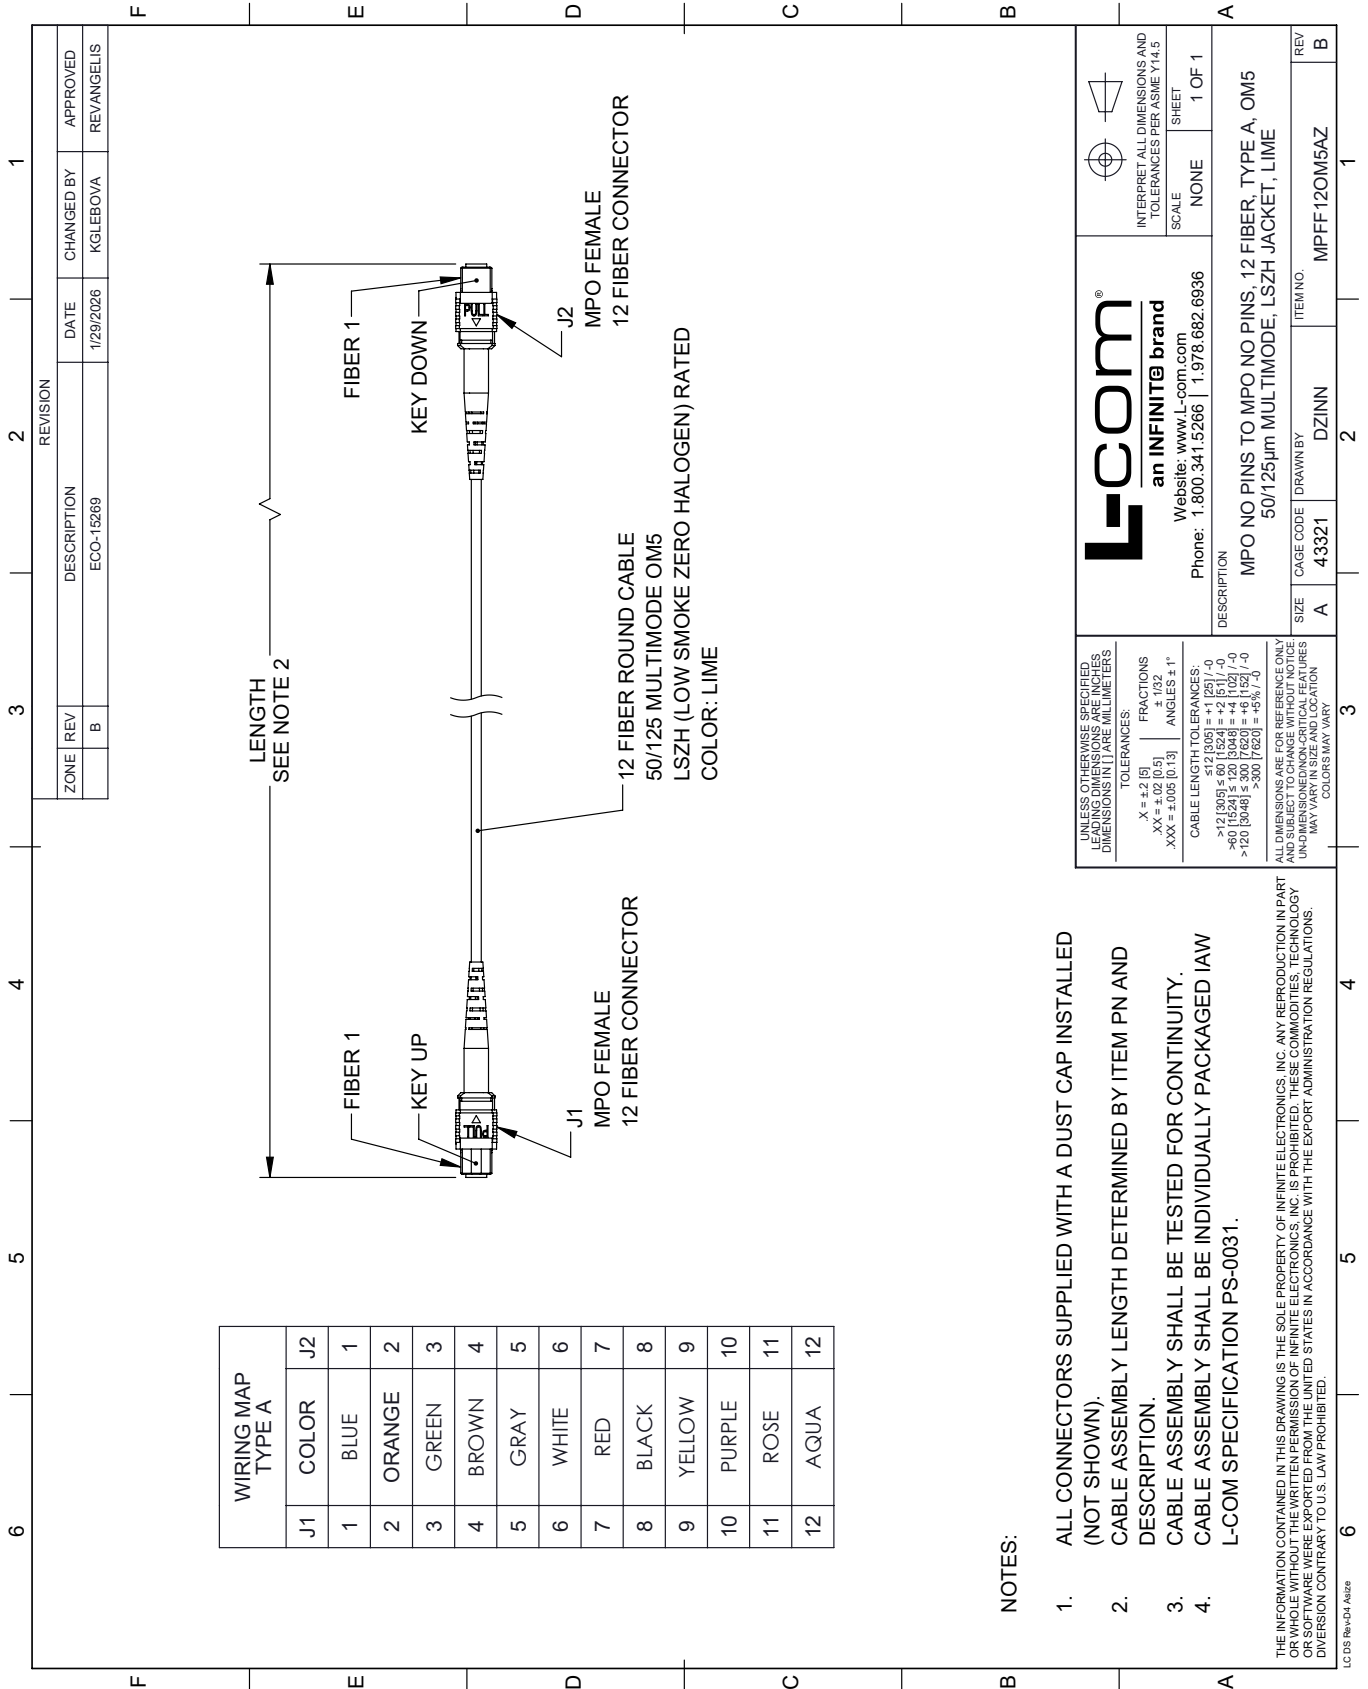 6
5
4
3
2
1
REVISION
ZONE REV DESCRIPTION DATE CHANGED BY APPROVED
B ECO-15269 1/29/2026 KGLEBOVA REVANGELIS
F
E
D
C
B
A
F
E
D
C
B
A
WIRING MAP
TYPE A
J1 COLOR J2
1 BLUE 1
2 ORANGE 2
3 GREEN 3
4 BROWN 4
5 GRAY 5
6 WHITE 6
7 RED 7
8 BLACK 8
9 YELLOW 9
10 PURPLE 10
11 ROSE 11
12 AQUA 12
LENGTH
SEE NOTE 2
FIBER 1
KEY UP
PULL
J1
MPO FEMALE
12 FIBER CONNECTOR
FIBER 1
KEY DOWN
PULL
J2
MPO FEMALE
12 FIBER CONNECTOR
12 FIBER ROUND CABLE
50/125 MULTIMODE OM5
LSZH (LOW SMOKE ZERO HALOGEN) RATED
COLOR: LIME
NOTES:
1. ALL CONNECTORS SUPPLIED WITH A DUST CAP INSTALLED
(NOT SHOWN).
2. CABLE ASSEMBLY LENGTH DETERMINED BY ITEM PN AND
DESCRIPTION.
3. CABLE ASSEMBLY SHALL BE TESTED FOR CONTINUITY.
4. CABLE ASSEMBLY SHALL BE INDIVIDUALLY PACKAGED IAW
L-COM SPECIFICATION PS-0031.
THE INFORMATION CONTAINED IN THIS DRAWING IS THE SOLE PROPERTY OF INFINITE ELECTRONICS, INC. ANY REPRODUCTION IN PART
OR WHOLE WITHOUT THE WRITTEN PERMISSION OF INFINITE ELECTRONICS, INC. IS PROHIBITED. THESE COMMODITIES, TECHNOLOGY
OR SOFTWARE WERE EXPORTED FROM THE UNITED STATES IN ACCORDANCE WITH THE EXPORT ADMINISTRATION REGULATIONS.
DIVERSION CONTRARY TO U.S. LAW PROHIBITED.
UNLESS OTHERWISE SPECIFIED
LEADING DIMENSIONS ARE INCHES
DIMENSIONS IN [ ] ARE MILLIMETERS
TOLERANCES:
.X = ±.2 [5] FRACTIONS
.XX = ±.02 [0.5] ± 1/32
.XXX = ±.005 [0.13] ANGLES ± 1°
CABLE LENGTH TOLERANCES:
≤12 [305] = +1 [25] / -0
>12 [305] ≤ 60 [1524] = +2 [51] / -0
>60 [1524] ≤ 120 [3048] = +4 [102] / -0
>120 [3048] ≤ 300 [7620] = +6 [152] / -0
>300 [7620] = +5% / -0
ALL DIMENSIONS ARE FOR REFERENCE ONLY
AND SUBJECT TO CHANGE WITHOUT NOTICE.
UN-DIMENSIONED/NON-CRITICAL FEATURES
MAY VARY IN SIZE AND LOCATION
COLORS MAY VARY
L-com®
an INFINIT@ brand
Website: www.L-com.com
Phone: 1.800.341.5266 | 1.978.682.6936
INTERPRET ALL DIMENSIONS AND
TOLERANCES PER ASME Y14.5
SCALE NONE
SHEET 1 OF 1
DESCRIPTION
MPO NO PINS TO MPO NO PINS, 12 FIBER, TYPE A, OM5
50/125µm MULTIMODE, LSZH JACKET, LIME
SIZE CAGE CODE DRAWN BY ITEM NO. REV
A 43321 DZINN MPFF12OM5AZ B
6
5
4
3
2
1
LC DS Rev-D4 Asize